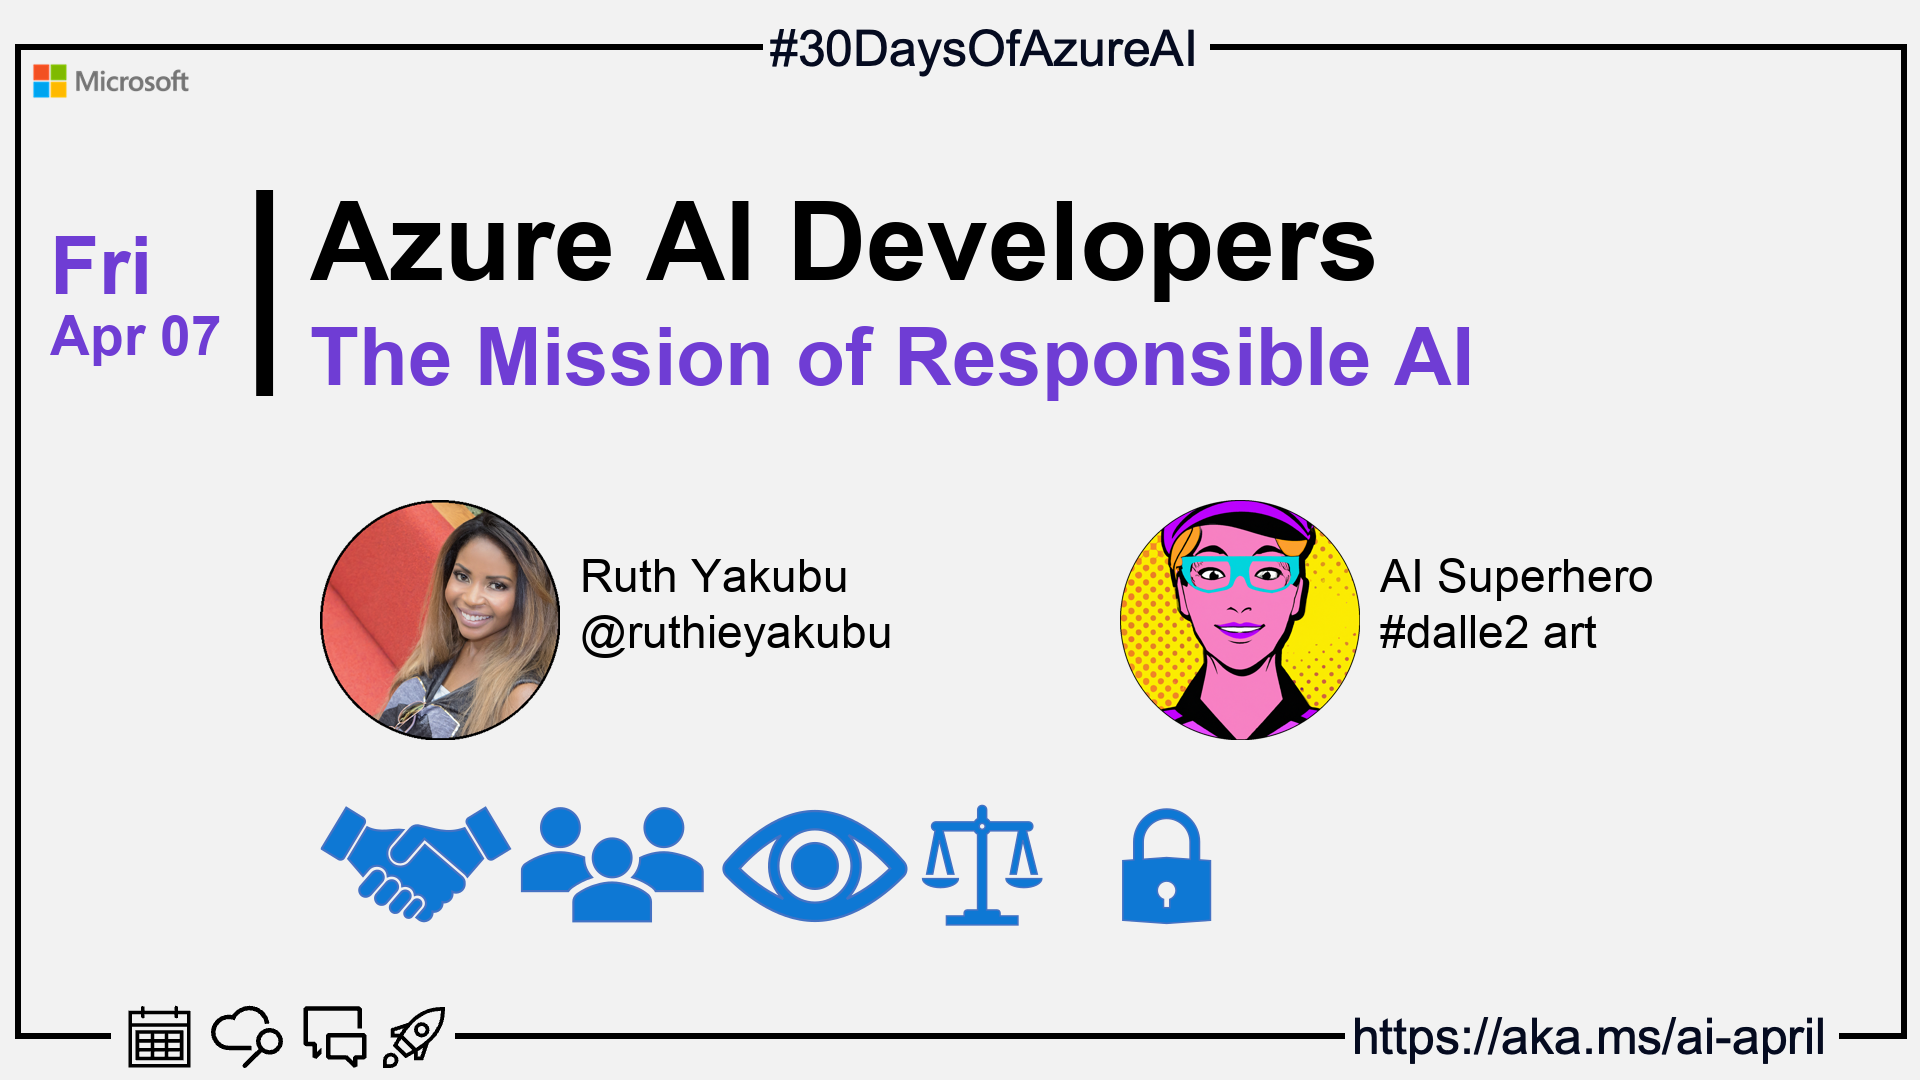 #30DaysOfAzureAI
Microsoft
Fri
Apr 07
Azure AI Developers
The Mission of Responsible AI
Ruth Yakubu
@ruthieyakubu
AI Superhero
#dalle2 art
https://aka.ms/ai-april